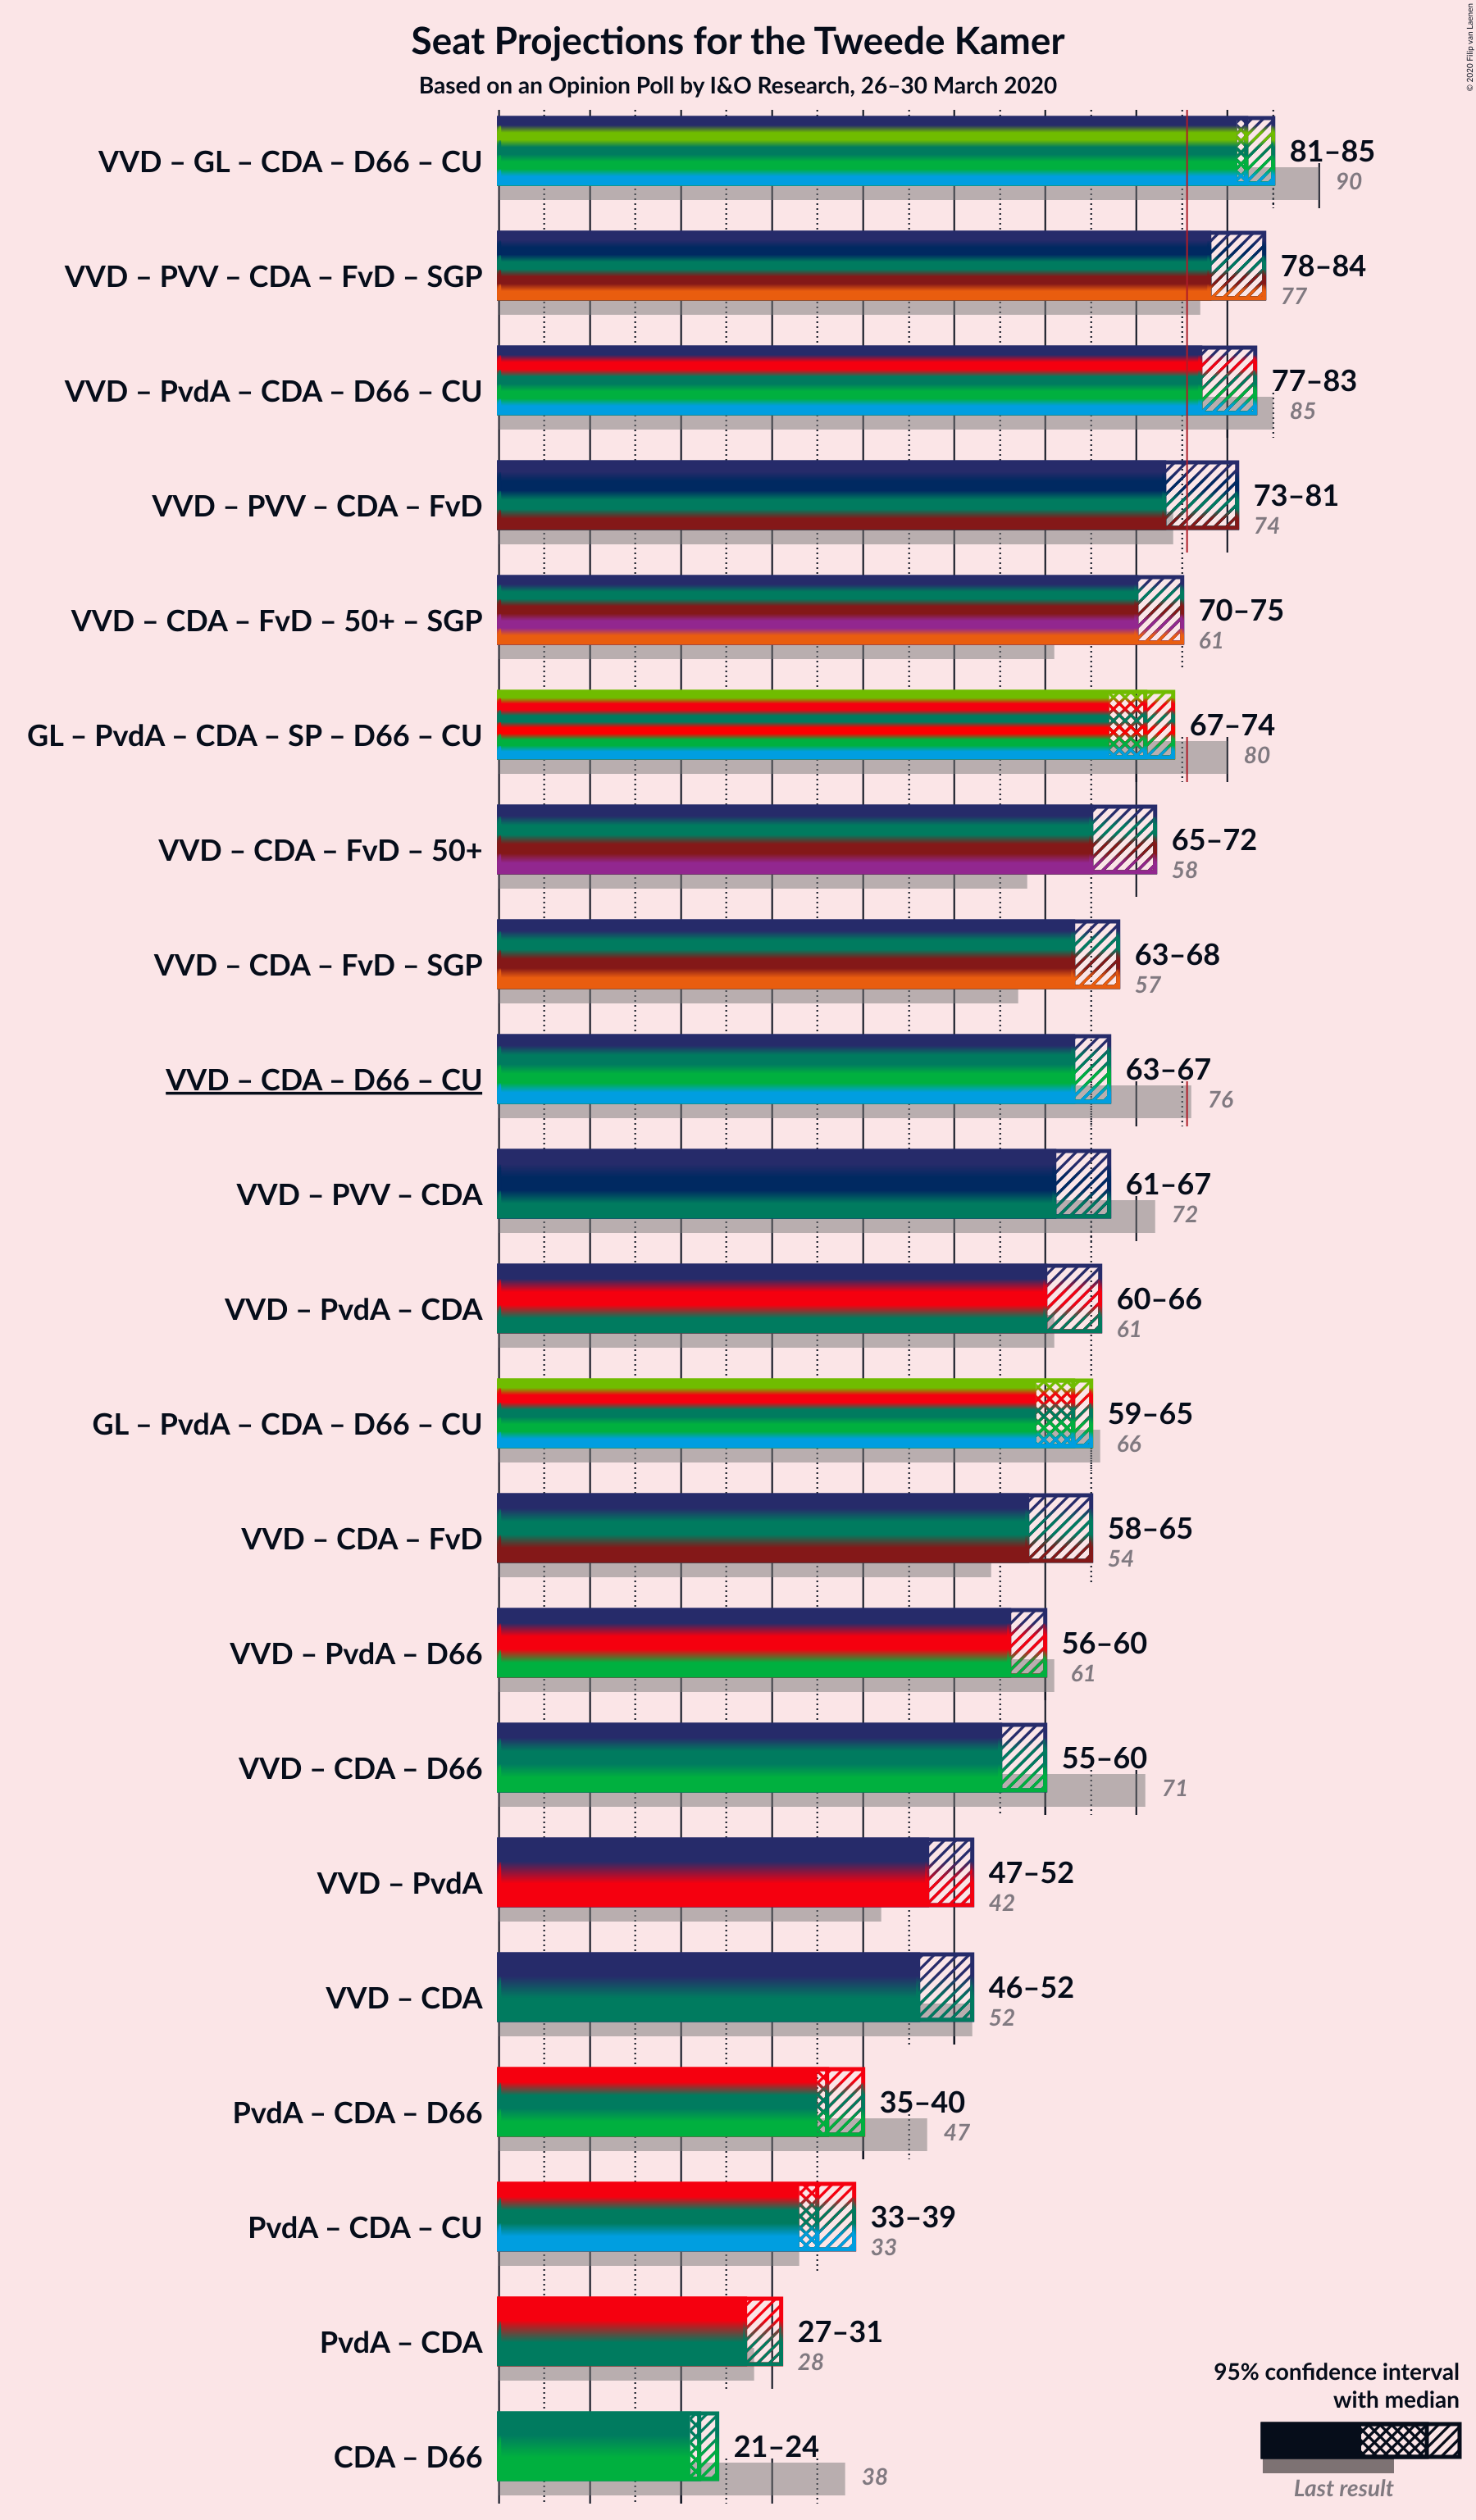 Seat Projections for the Tweede Kamer
Based on an Opinion Poll by I&O Research, 26–30 March 2020
© 2020 Filip van Laenen
VVD – GL – CDA – D66 – CU
81–85
90
VVD – PVV – CDA – FvD – SGP
78–84
77
VVD – PvdA – CDA – D66 – CU
77–83
85
VVD – PVV – CDA – FvD
73–81
74
VVD – CDA – FvD – 50+ – SGP
70–75
61
GL – PvdA – CDA – SP – D66 – CU
67–74
80
VVD – CDA – FvD – 50+
65–72
58
VVD – CDA – FvD – SGP
63–68
57
VVD – CDA – D66 – CU
63–67
76
VVD – PVV – CDA
61–67
72
VVD – PvdA – CDA
60–66
61
GL – PvdA – CDA – D66 – CU
59–65
66
VVD – CDA – FvD
58–65
54
VVD – PvdA – D66
56–60
61
VVD – CDA – D66
55–60
71
VVD – PvdA
47–52
42
VVD – CDA
46–52
52
PvdA – CDA – D66
35–40
47
PvdA – CDA – CU
33–39
33
PvdA – CDA
27–31
28
CDA – D66
21–24
38
95% confidence interval
with median
Last result